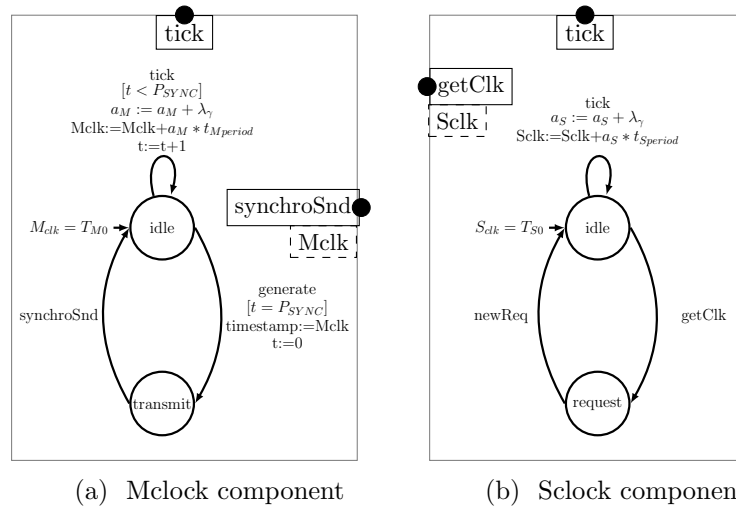 tick
tick
[t < P_SYNC]
a_M := a_M + λ_γ
Mclk:=Mclk+a_M * t_Mperiod
t:=t+1
synchroSnd
Mclk
M_clk = T_M0
idle
synchroSnd
generate
[t = P_SYNC]
timestamp:=Mclk
t:=0
transmit
(a) Mclock component
tick
getClk
Sclk
tick
a_S := a_S + λ_γ
Sclk:=Sclk+a_S * t_Speriod
S_clk = T_S0
idle
newReq
getClk
request
(b) Sclock componen